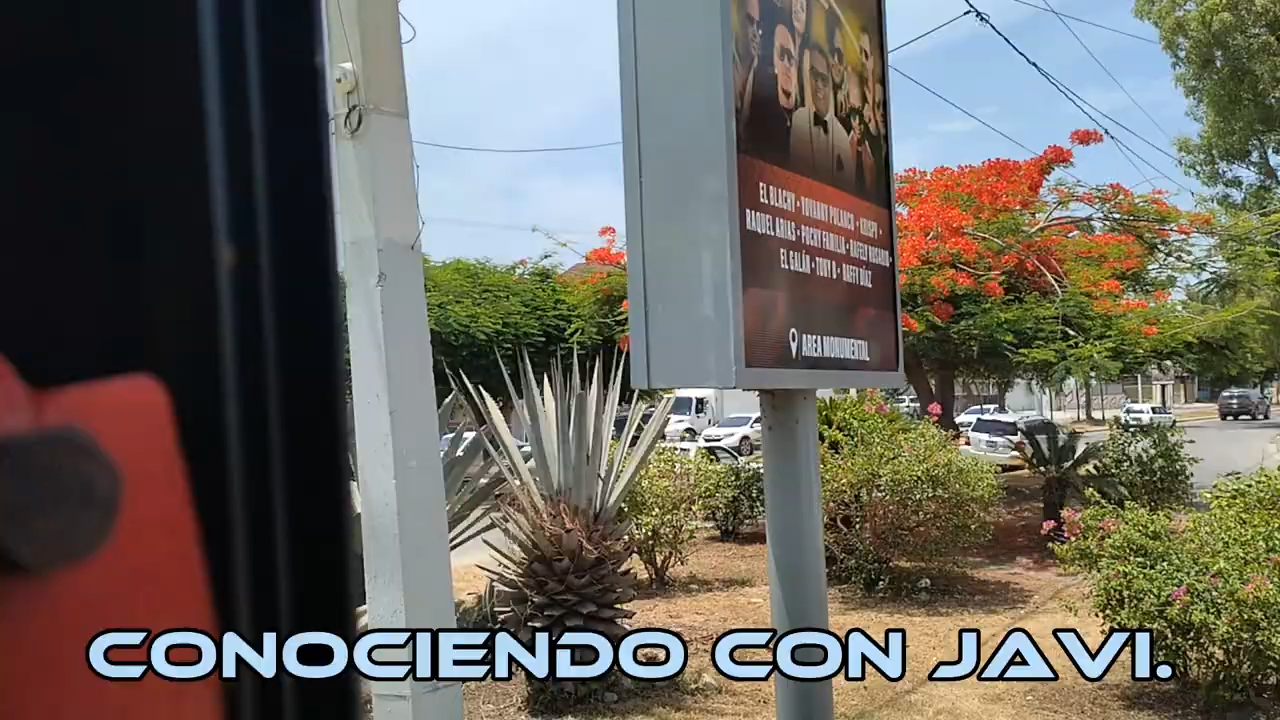 EL BLACHY • YOVANNY POLANCO • KRISPY •
RAQUEL ARIAS • POCHY FAMILIA • RAFELY ROSARIO •
EL GALÁN • TONY D • RAFFY DÍAZ
AREA MONUMENTAL
CONOCIENDO CON JAVI.